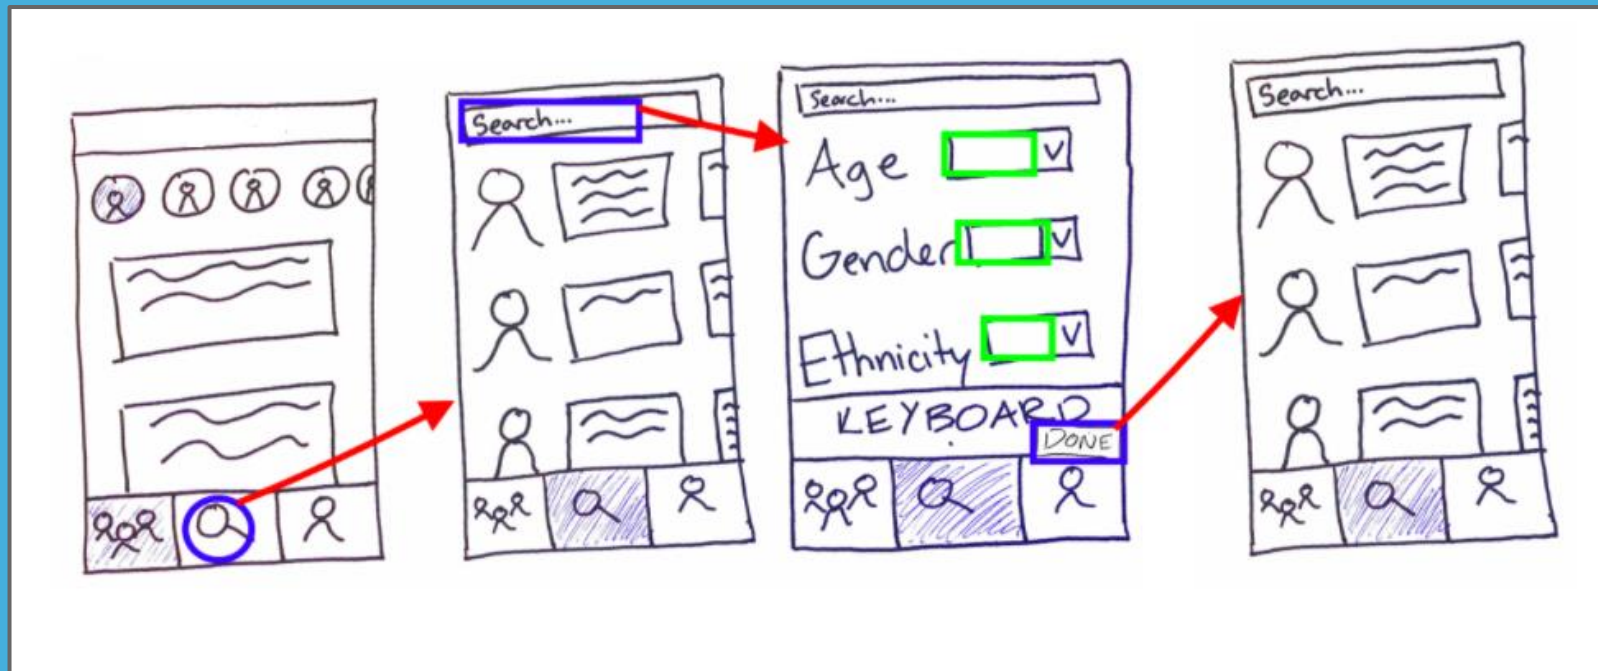 Search...
Search...
Age
V
Gender
V
Ethnicity
V
KEYBOARD
DONE
Search...